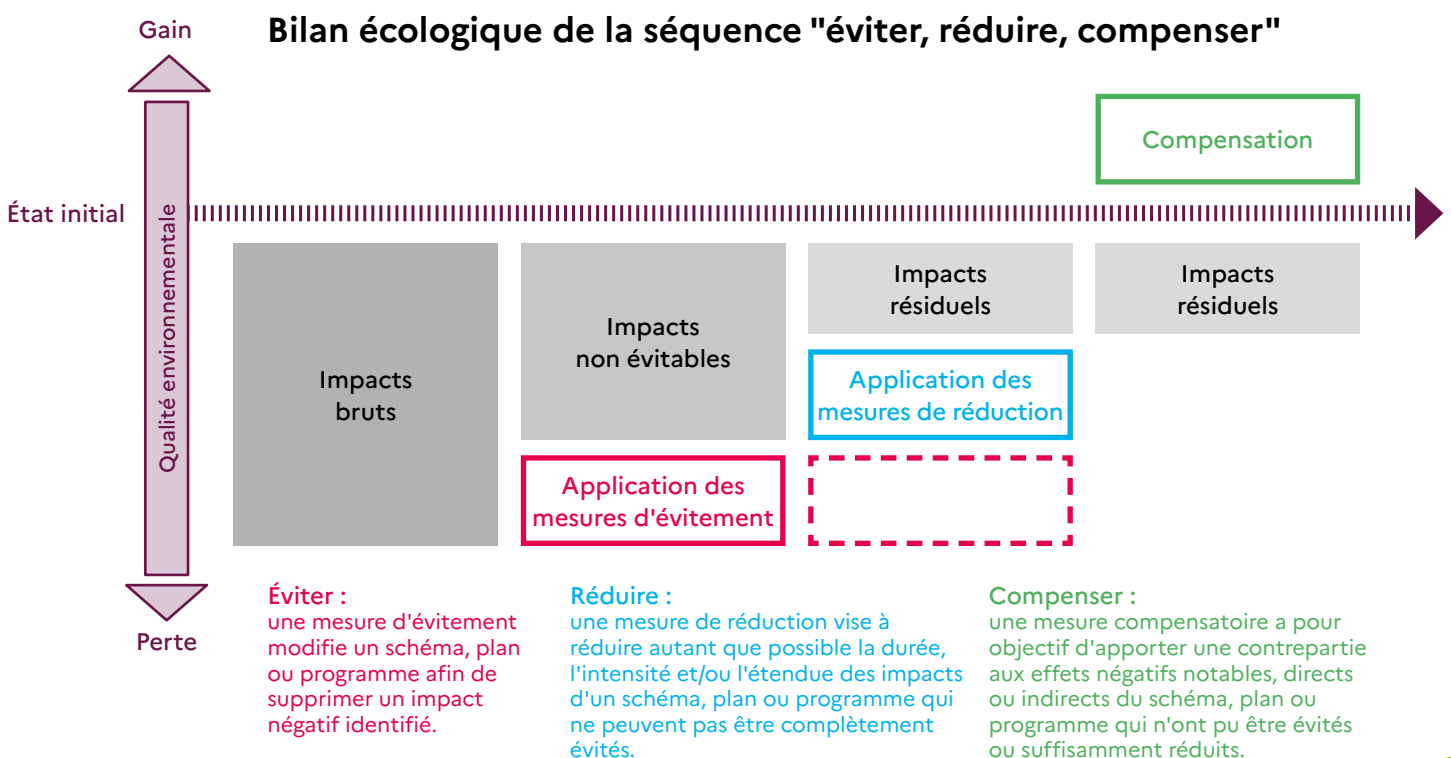 Gain
Bilan écologique de la séquence "éviter, réduire, compenser"
Compensation
État initial
Qualité environnementale
Impacts
bruts
Impacts
non évitables
Impacts
résiduels
Impacts
résiduels
Application des
mesures de réduction
Application des
mesures d'évitement
Perte
Éviter :
une mesure d'évitement
modifie un schéma, plan
ou programme afin de
supprimer un impact
négatif identifié.
Réduire :
une mesure de réduction vise à
réduire autant que possible la durée,
l'intensité et/ou l'étendue des impacts
d'un schéma, plan ou programme qui
ne peuvent pas être complètement
évités.
Compenser :
une mesure compensatoire a pour
objectif d'apporter une contrepartie
aux effets négatifs notables, directs
ou indirects du schéma, plan ou
programme qui n'ont pu être évités
ou suffisamment réduits.